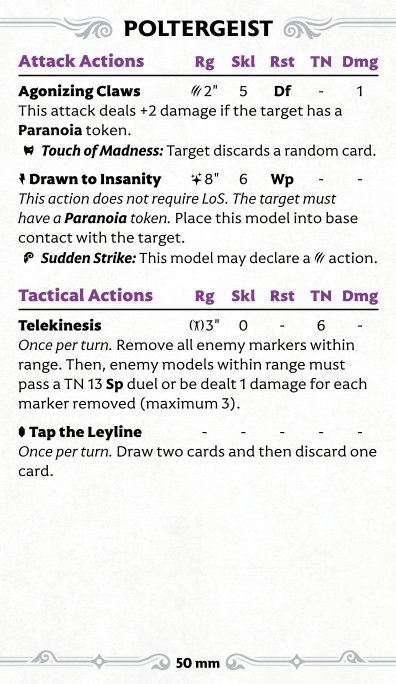 POLTERGEIST
Attack Actions Rg Skl Rst TN Dmg
Agonizing Claws 2" 5 Df - 1
This attack deals +2 damage if the target has a
Paranoia token.
Touch of Madness: Target discards a random card.
Drawn to Insanity 8" 6 Wp - -
This action does not require LoS. The target must
have a Paranoia token. Place this model into base
contact with the target.
Sudden Strike: This model may declare a action.
Tactical Actions Rg Skl Rst TN Dmg
Telekinesis 3" 0 - 6 -
Once per turn. Remove all enemy markers within
range. Then, enemy models within range must
pass a TN 13 Sp duel or be dealt 1 damage for each
marker removed (maximum 3).
Tap the Leyline - - - - -
Once per turn. Draw two cards and then discard one
card.
50 mm